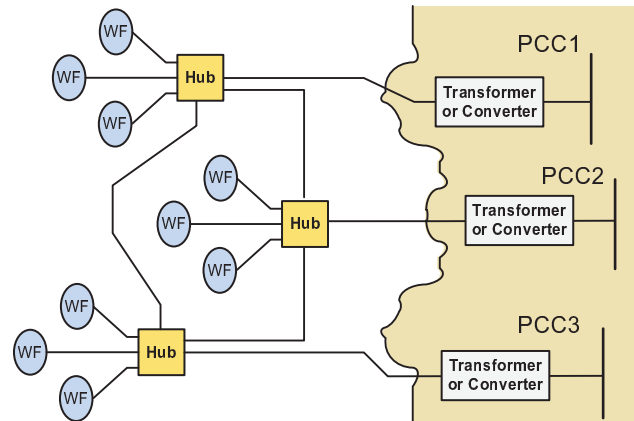 WF
PCC1
WF
Hub
Transformer
or Converter
WF
WF
PCC2
WF
Hub
Transformer
or Converter
WF
WF
PCC3
WF
Hub
Transformer
or Converter
WF